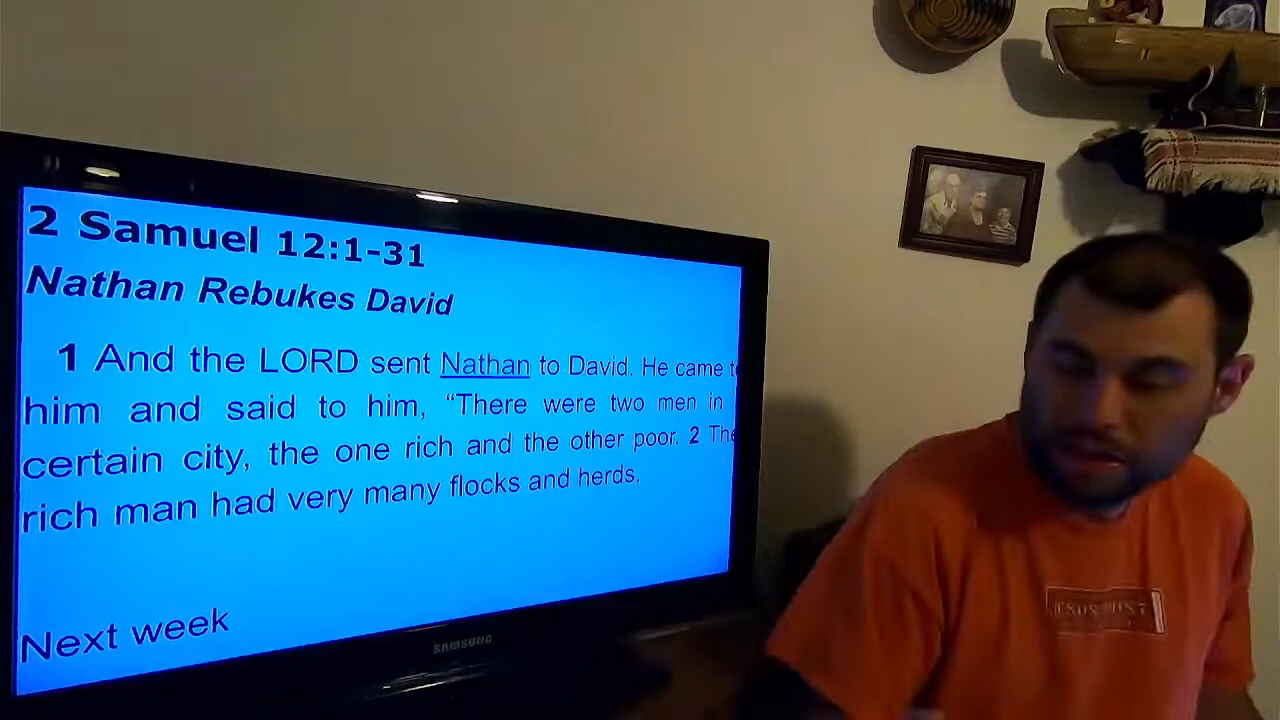 2 Samuel 12:1-31
Nathan Rebukes David
1 And the LORD sent Nathan to David. He came
him and said to him, “There were two men in
certain city, the one rich and the other poor. 2 The
rich man had very many flocks and herds,
Next week
SAMSUNG